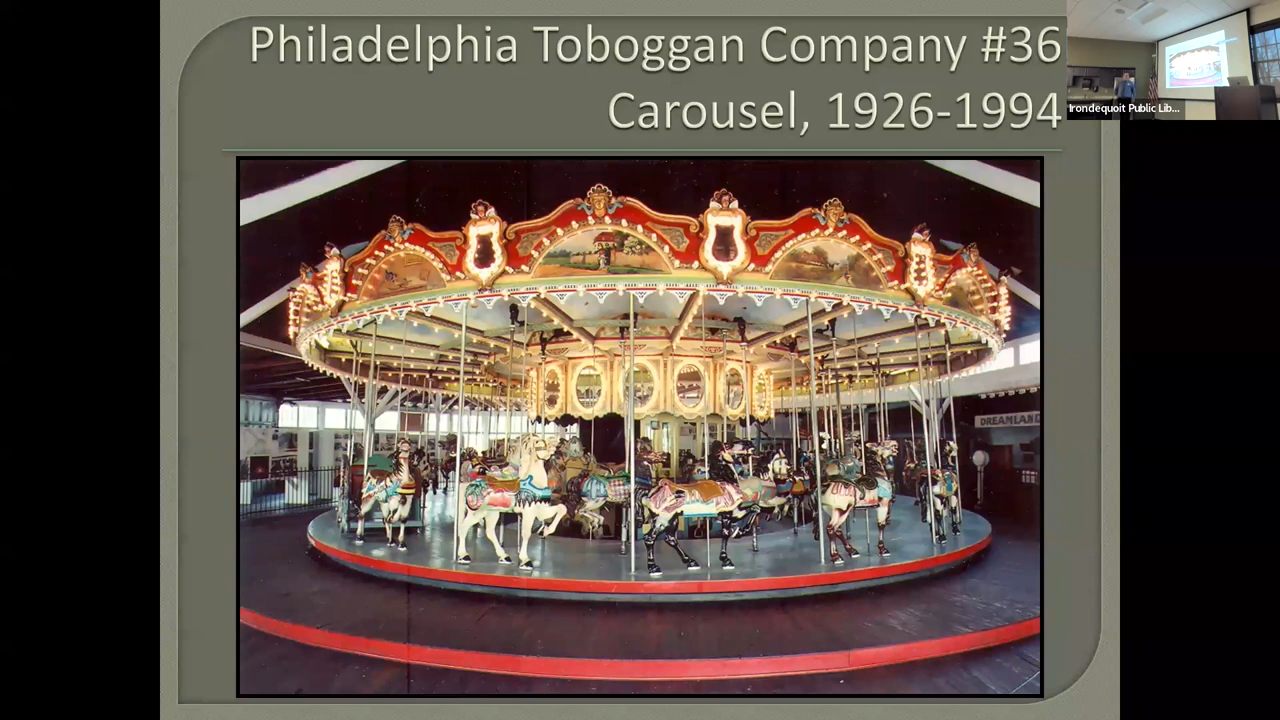 Philadelphia Toboggan Company #36
Carousel, 1926-1994
Irondequoit Public Lib...
DREAMLAND